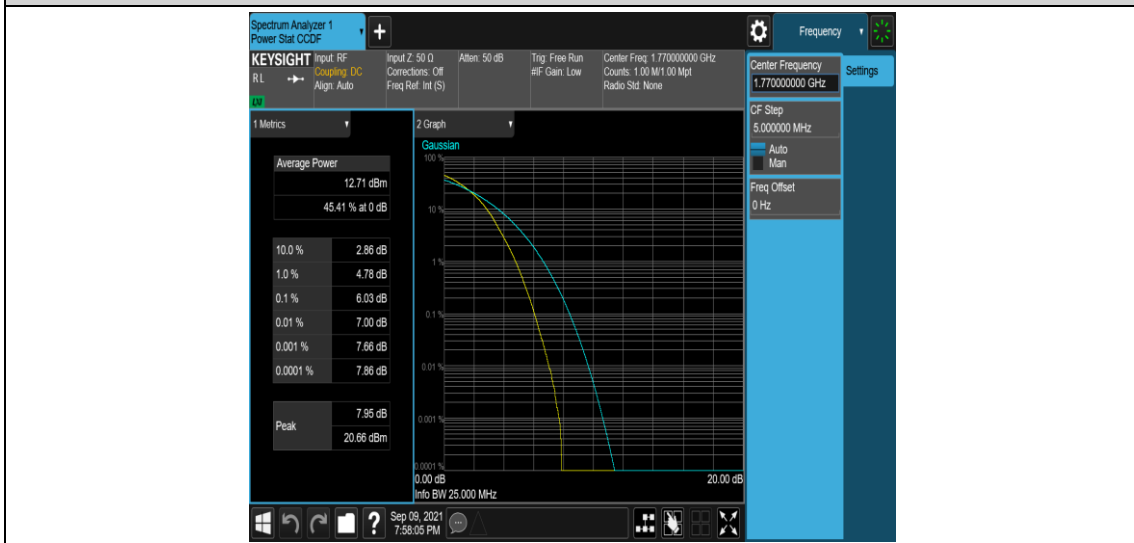 Spectrum Analyzer 1
Power Stat CCDF
Frequency
KEYSIGHT
R L
LXI
Input: RF
Coupling: DC
Align: Auto
Input Z: 50 Ω
Corrections: Off
Freq Ref: Int (S)
Atten: 50 dB
Trig: Free Run
#IF Gain: Low
Center Freq: 1.770000000 GHz
Counts: 1.00 M/1.00 Mpt
Radio Std: None
Center Frequency
1.770000000 GHz
Settings
CF Step
5.000000 MHz
Auto
Man
Freq Offset
0 Hz
1 Metrics
Average Power
12.71 dBm
45.41 % at 0 dB
10.0 % 2.86 dB
1.0 % 4.78 dB
0.1 % 6.03 dB
0.01 % 7.00 dB
0.001 % 7.66 dB
0.0001 % 7.86 dB
Peak
7.95 dB
20.66 dBm
2 Graph
Gaussian
100 %
10 %
1 %
0.1 %
0.01 %
0.001 %
0.0001 %
0.00 dB 20.00 dB
Info BW 25.000 MHz
Sep 09, 2021
7:58:05 PM